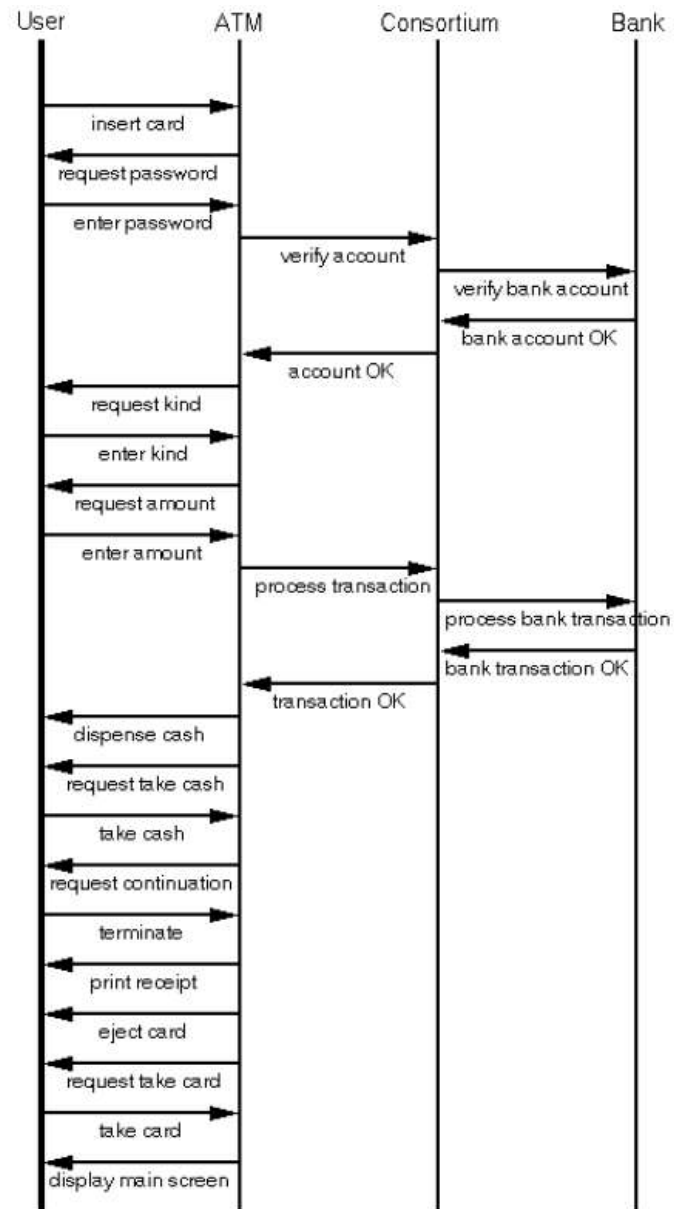 User ATM Consortium Bank
insert card
request password
enter password
verify account
verify bank account
bank account OK
account OK
request kind
enter kind
request amount
enter amount
process transaction
process bank transaction
bank transaction OK
transaction OK
dispense cash
request take cash
take cash
request continuation
terminate
print receipt
eject card
request take card
take card
display main screen